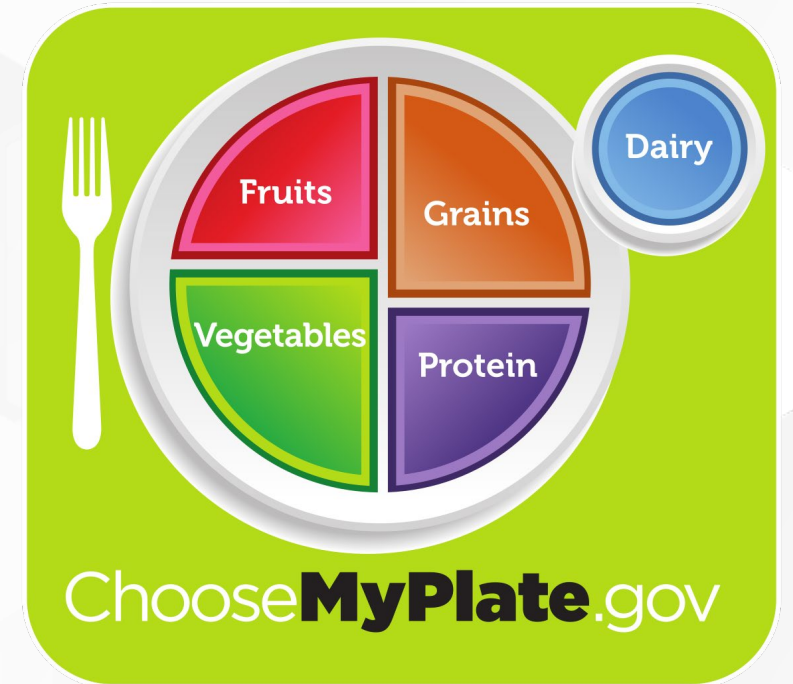 Fruits
Grains
Dairy
Vegetables
Protein
ChooseMyPlate.gov